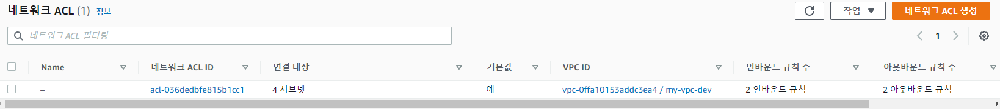 네트워크 ACL (1) 정보
작업
네트워크 ACL 생성
네트워크 ACL 필터링
1
Name 네트워크 ACL ID 연결 대상 기본값 VPC ID 인바운드 규칙 수 아웃바운드 규칙 수
– acl-036dedbfe815b1cc1 4 서브넷 예 vpc-0ffa10153addc3ea4 / my-vpc-dev 2 인바운드 규칙 2 아웃바운드 규칙